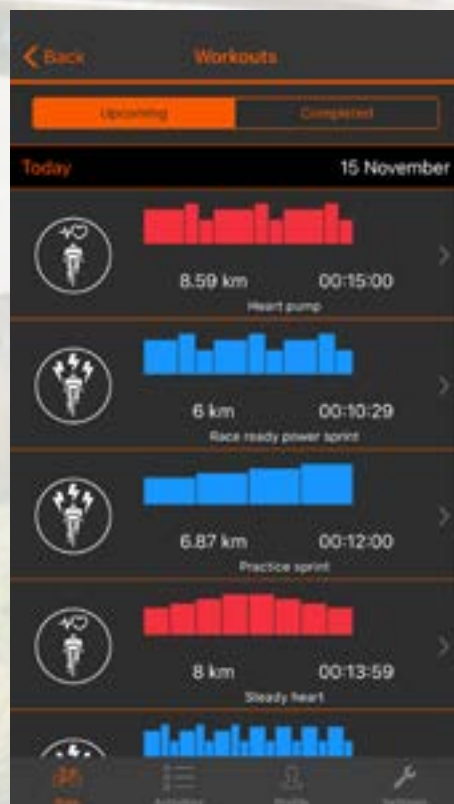 Back
Workouts
Upcoming
Completed
Today
15 November
8.59 km
00:15:00
Heart pump
6 km
00:10:29
Race ready power sprint
6.87 km
00:12:00
Practice sprint
8 km
00:13:59
Steady heart